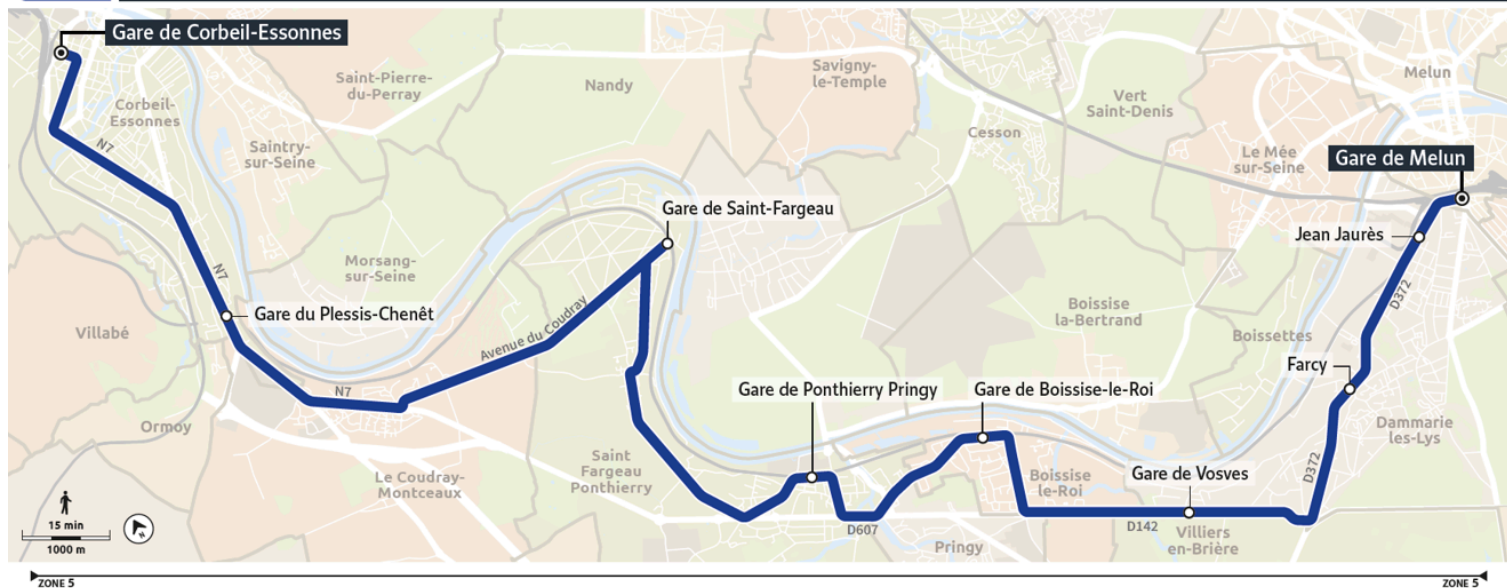 Gare de Corbeil-Essonnes
Saint-Pierre-
du-Perray
Nandy
Savigny-
le-Temple
Melun
Vert
Saint-Denis
Corbeil-
Essonnes
Cesson
N7
Saintry-
sur-Seine
Le Mée
sur-Seine
Gare de Melun
Gare de Saint-Fargeau
Jean Jaurès
Morsang-
sur-Seine
N7
D372
Gare du Plessis-Chenêt
Boissise
la-Bertrand
Villabé
Avenue du Coudray
Boissettes
Farcy
N7
Gare de Ponthierry Pringy
Gare de Boissise-le-Roi
Ormoy
Dammarie
les-Lys
Saint
Fargeau
Ponthierry
Le Coudray-
Montceaux
Boissise
le-Roi
Gare de Vosves
D372
15 min
1000 m
D607
D142
Villiers
en-Brière
Pringy
ZONE 5
ZONE 5